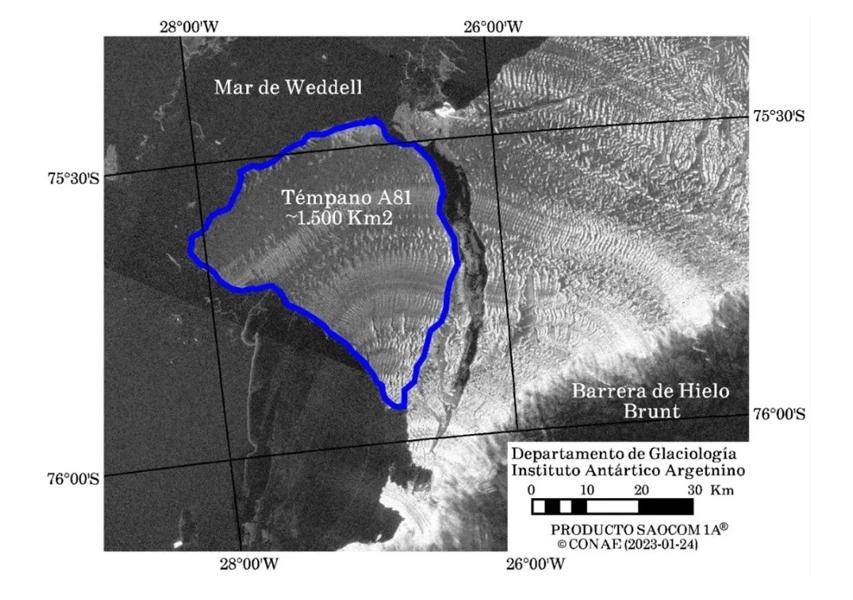 28°00'W
26°00'W
Mar de Weddell
75°30'S
75°30'S
Témpano A81
~1.500 Km2
Barrera de Hielo
Brunt
76°00'S
76°00'S
Departamento de Glaciología
Instituto Antártico Argetnino
0 10 20 30 Km
PRODUCTO SAOCOM 1A®
© CONAE (2023-01-24)
28°00'W
26°00'W